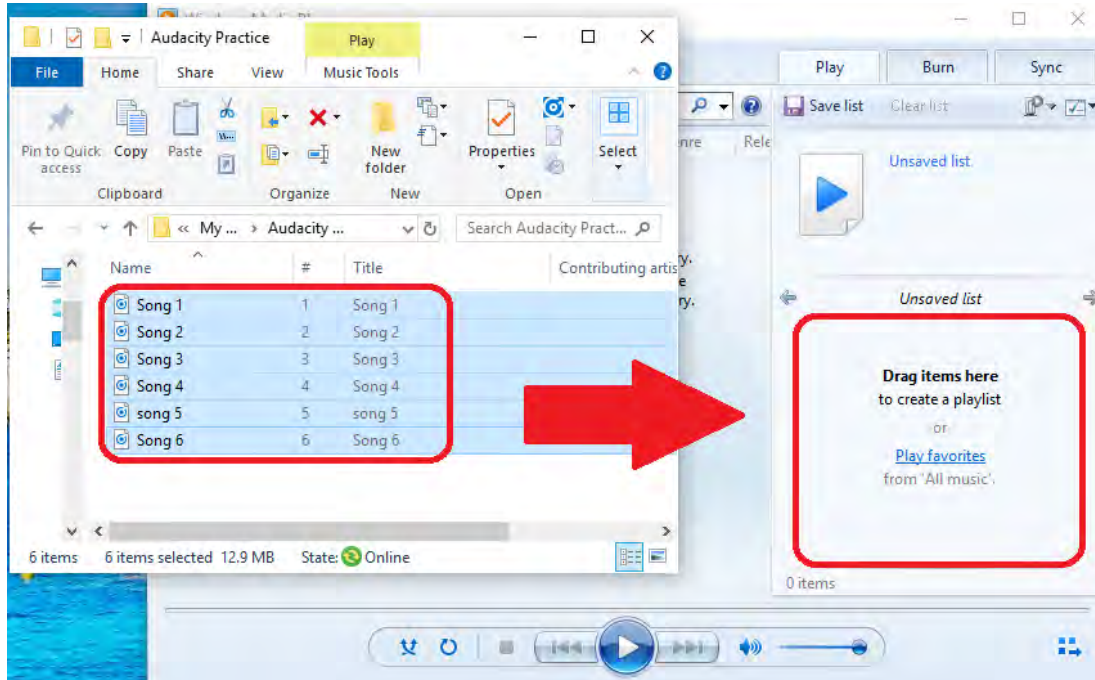 Audacity Practice
Play
File Home Share View Music Tools
Pin to Quick access
Copy
Paste
New folder
Properties
Select
Clipboard Organize New Open
« My ... › Audacity ...
Search Audacity Pract...
Name # Title Contributing artis
Song 1 1 Song 1
Song 2 2 Song 2
Song 3 3 Song 3
Song 4 4 Song 4
song 5 5 song 5
Song 6 6 Song 6
6 items 6 items selected 12.9 MB State: Online
Play Burn Sync
Save list Clear list
nre Rele
Unsaved list
ry.
e
ry.
Unsaved list
Drag items here
to create a playlist
or
Play favorites
from 'All music'.
0 items